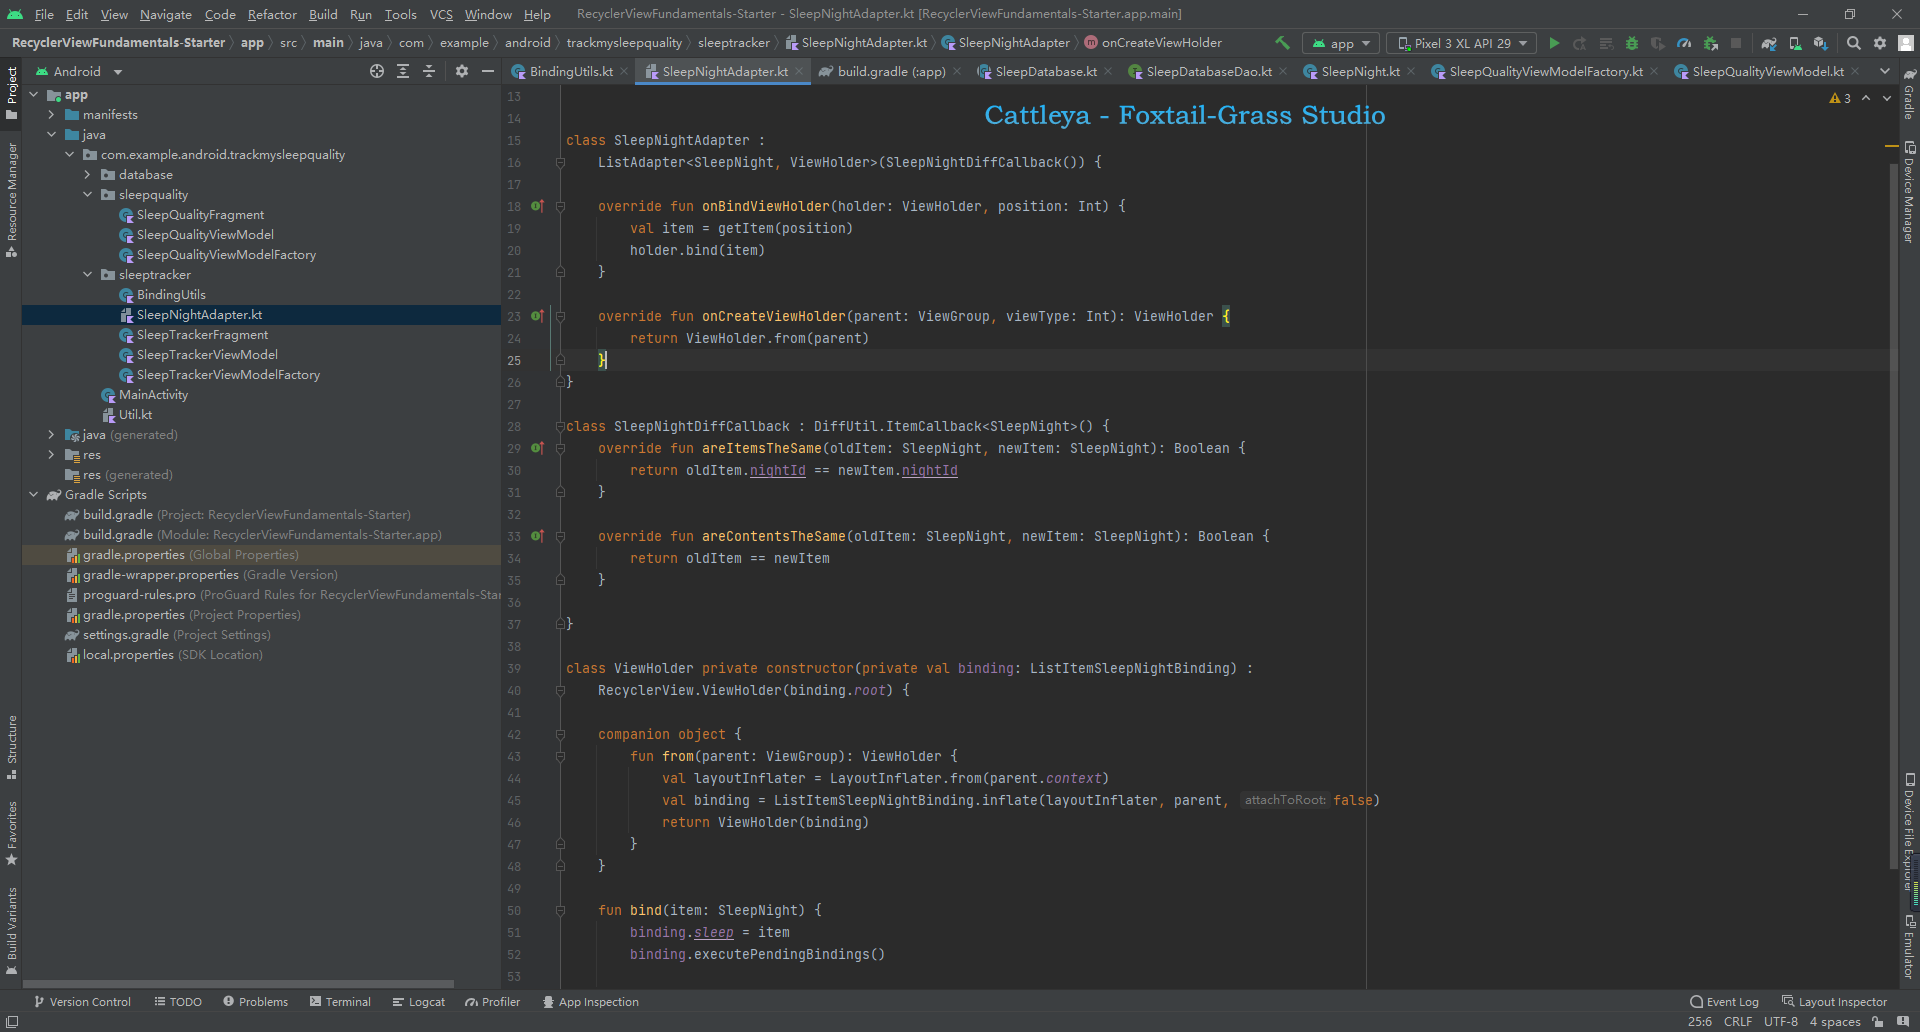 File Edit View Navigate Code Refactor Build Run Tools VCS Window Help RecyclerViewFundamentals-Starter - SleepNightAdapter.kt [RecyclerViewFundamentals-Starter.app.main]
RecyclerViewFundamentals-Starter app src main java com example android trackmysleepquality sleeptracker SleepNightAdapter.kt SleepNightAdapter onCreateViewHolder app Pixel 3 XL API 29
Android
BindingUtils.kt SleepNightAdapter.kt build.gradle (:app) SleepDatabase.kt SleepDatabaseDao.kt SleepNight.kt SleepQualityViewModelFactory.kt SleepQualityViewModel.kt
Project
Resource Manager
Structure
Favorites
Build Variants
app
manifests
java
com.example.android.trackmysleepquality
database
sleepquality
SleepQualityFragment
SleepQualityViewModel
SleepQualityViewModelFactory
sleeptracker
BindingUtils
SleepNightAdapter.kt
SleepTrackerFragment
SleepTrackerViewModel
SleepTrackerViewModelFactory
MainActivity
Util.kt
java (generated)
res
res (generated)
Gradle Scripts
build.gradle (Project: RecyclerViewFundamentals-Starter)
build.gradle (Module: RecyclerViewFundamentals-Starter.app)
gradle.properties (Global Properties)
gradle-wrapper.properties (Gradle Version)
proguard-rules.pro (ProGuard Rules for RecyclerViewFundamentals-Star
gradle.properties (Project Properties)
settings.gradle (Project Settings)
local.properties (SDK Location)
Cattleya - Foxtail-Grass Studio
3
13
14
15 class SleepNightAdapter :
16 ListAdapter<SleepNight, ViewHolder>(SleepNightDiffCallback()) {
17
18 override fun onBindViewHolder(holder: ViewHolder, position: Int) {
19 val item = getItem(position)
20 holder.bind(item)
21 }
22
23 override fun onCreateViewHolder(parent: ViewGroup, viewType: Int): ViewHolder {
24 return ViewHolder.from(parent)
25 }
26 }
27
28 class SleepNightDiffCallback : DiffUtil.ItemCallback<SleepNight>() {
29 override fun areItemsTheSame(oldItem: SleepNight, newItem: SleepNight): Boolean {
30 return oldItem.nightId == newItem.nightId
31 }
32
33 override fun areContentsTheSame(oldItem: SleepNight, newItem: SleepNight): Boolean {
34 return oldItem == newItem
35 }
36
37 }
38
39 class ViewHolder private constructor(private val binding: ListItemSleepNightBinding) :
40 RecyclerView.ViewHolder(binding.root) {
41
42 companion object {
43 fun from(parent: ViewGroup): ViewHolder {
44 val layoutInflater = LayoutInflater.from(parent.context)
45 val binding = ListItemSleepNightBinding.inflate(layoutInflater, parent, attachToRoot: false)
46 return ViewHolder(binding)
47 }
48 }
49
50 fun bind(item: SleepNight) {
51 binding.sleep = item
52 binding.executePendingBindings()
53
Gradle
Device Manager
Device File Explorer
Emulator
Version Control TODO Problems Terminal Logcat Profiler App Inspection Event Log Layout Inspector
25:6 CRLF UTF-8 4 spaces